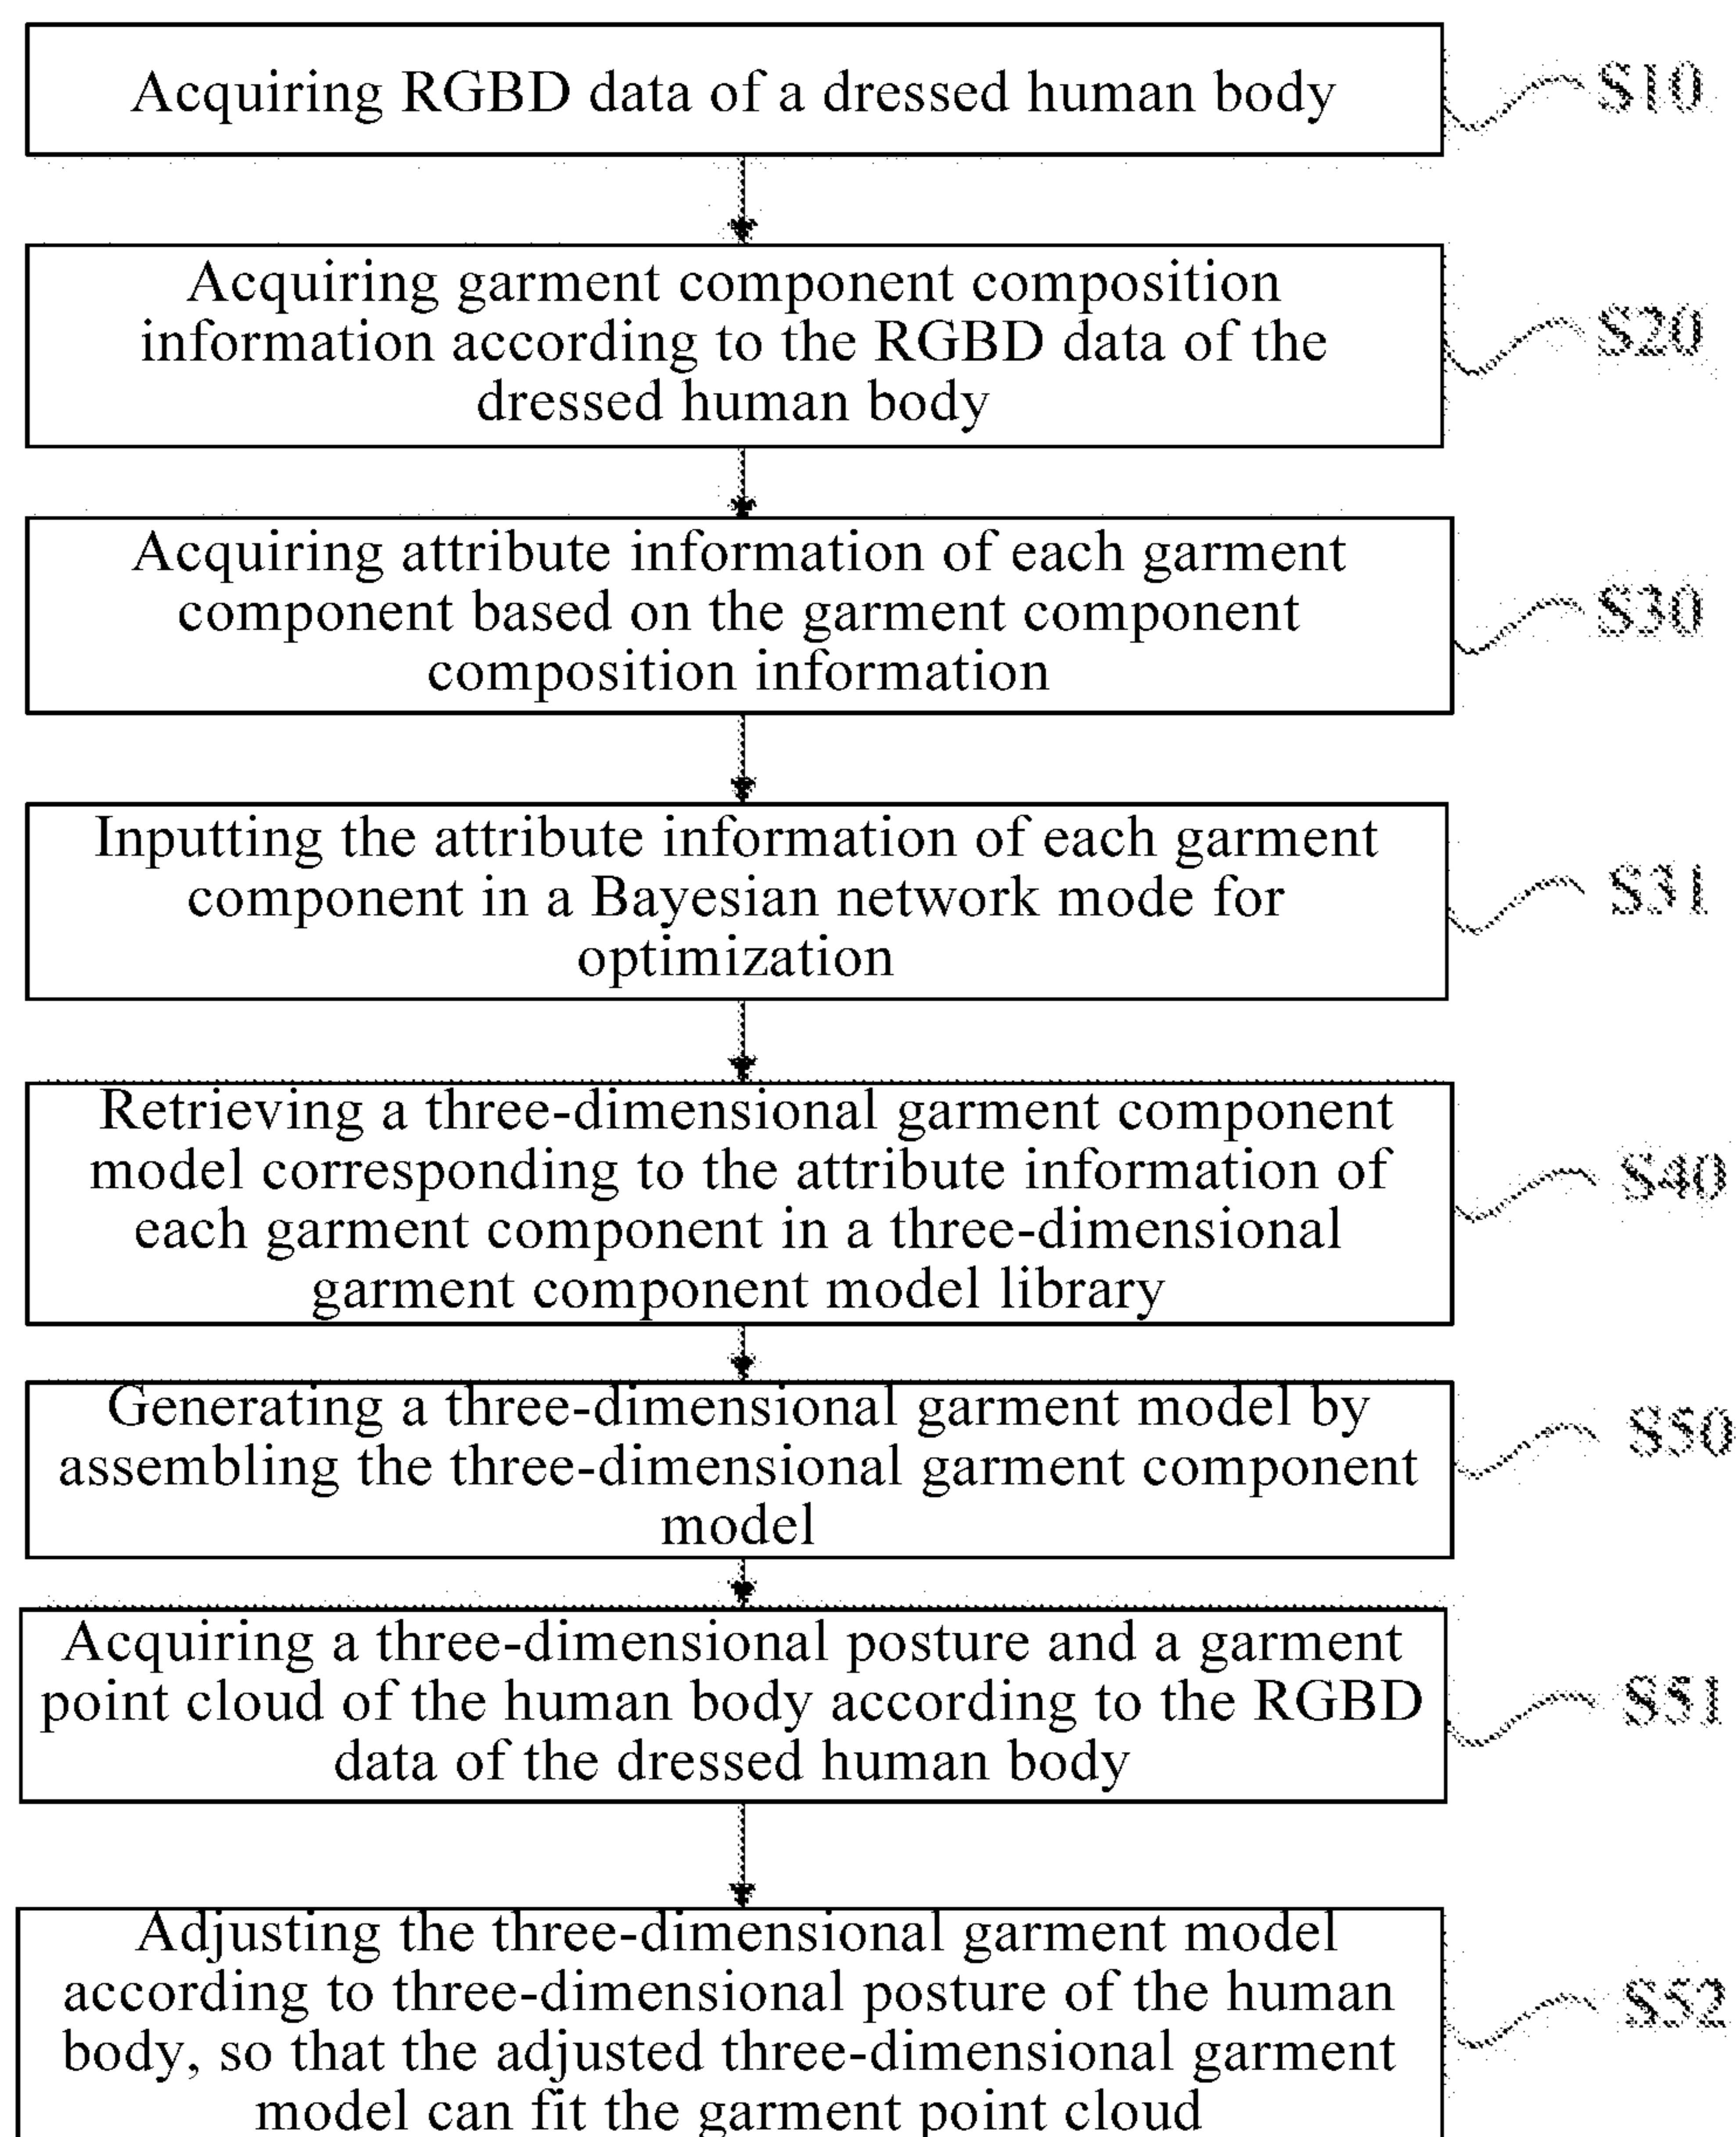 Acquiring RGBD data of a dressed human body
S10
Acquiring garment component composition
information according to the RGBD data of the
dressed human body
S20
Acquiring attribute information of each garment
component based on the garment component
composition information
S30
Inputting the attribute information of each garment
component in a Bayesian network mode for
optimization
S31
Retrieving a three-dimensional garment component
model corresponding to the attribute information of
each garment component in a three-dimensional
garment component model library
S40
Generating a three-dimensional garment model by
assembling the three-dimensional garment component
model
S50
Acquiring a three-dimensional posture and a garment
point cloud of the human body according to the RGBD
data of the dressed human body
S51
Adjusting the three-dimensional garment model
according to three-dimensional posture of the human
body, so that the adjusted three-dimensional garment
model can fit the garment point cloud
S52